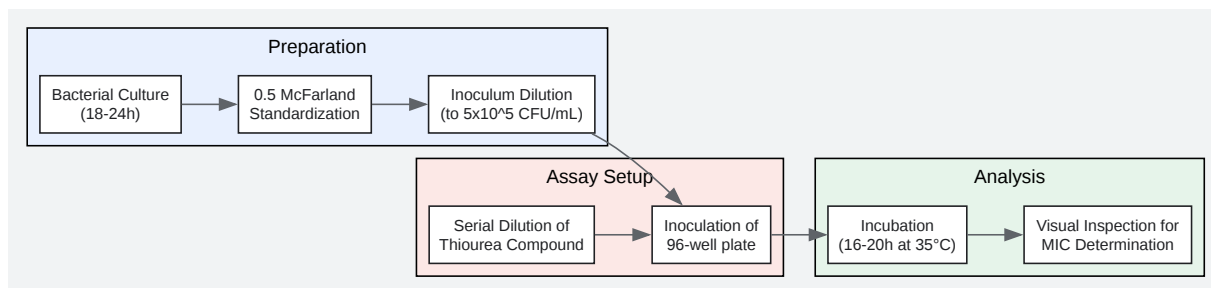 Preparation
Bacterial Culture
(18-24h)
0.5 McFarland
Standardization
Inoculum Dilution
(to 5x10^5 CFU/mL)
Assay Setup
Serial Dilution of
Thiourea Compound
Inoculation of
96-well plate
Analysis
Incubation
(16-20h at 35°C)
Visual Inspection for
MIC Determination